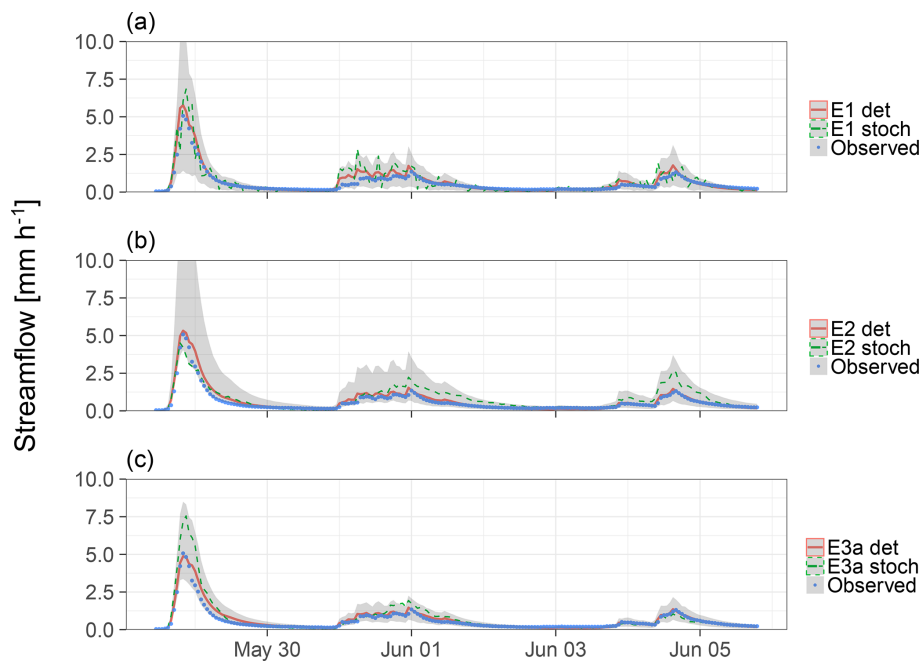 (a)
10.0
7.5
5.0
2.5
0.0
E1 det
E1 stoch
Observed
(b)
10.0
7.5
5.0
2.5
0.0
E2 det
E2 stoch
Observed
(c)
10.0
7.5
5.0
2.5
0.0
E3a det
E3a stoch
Observed
May 30
Jun 01
Jun 03
Jun 05
Streamflow [mm h⁻¹]